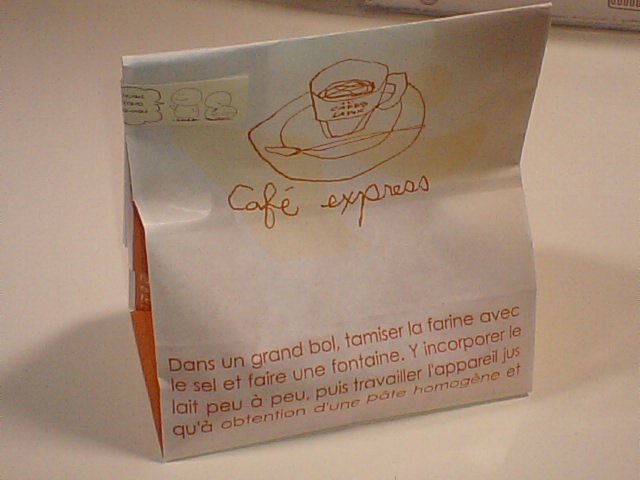 Café express
Dans un grand bol, tamiser la farine avec
le sel et faire une fontaine. Y incorporer le
lait peu à peu, puis travailler l'appareil jus
qu'à obtention d'une pâte homogène et